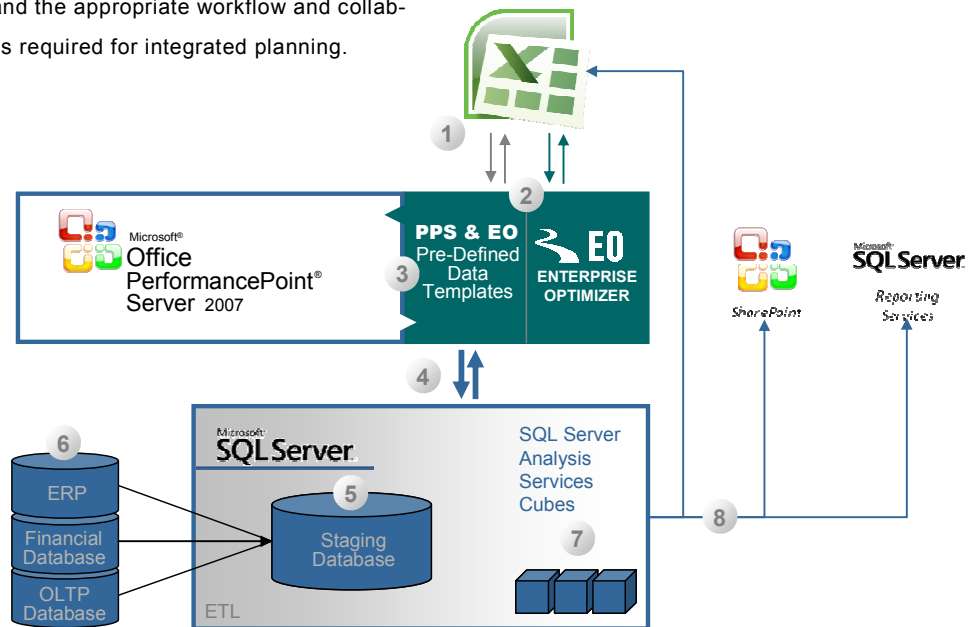 and the appropriate workflow and collab-
s required for integrated planning.
1
2
Microsoft®
Office
PerformancePoint®
Server 2007
3
PPS & EO
Pre-Defined
Data
Templates
EO
ENTERPRISE
OPTIMIZER
SharePoint
Microsoft
SQL Server
Reporting
Services
4
Microsoft
SQL Server
SQL Server
Analysis
Services
Cubes
6
ERP
Financial
Database
OLTP
Database
5
Staging
Database
7
8
ETL